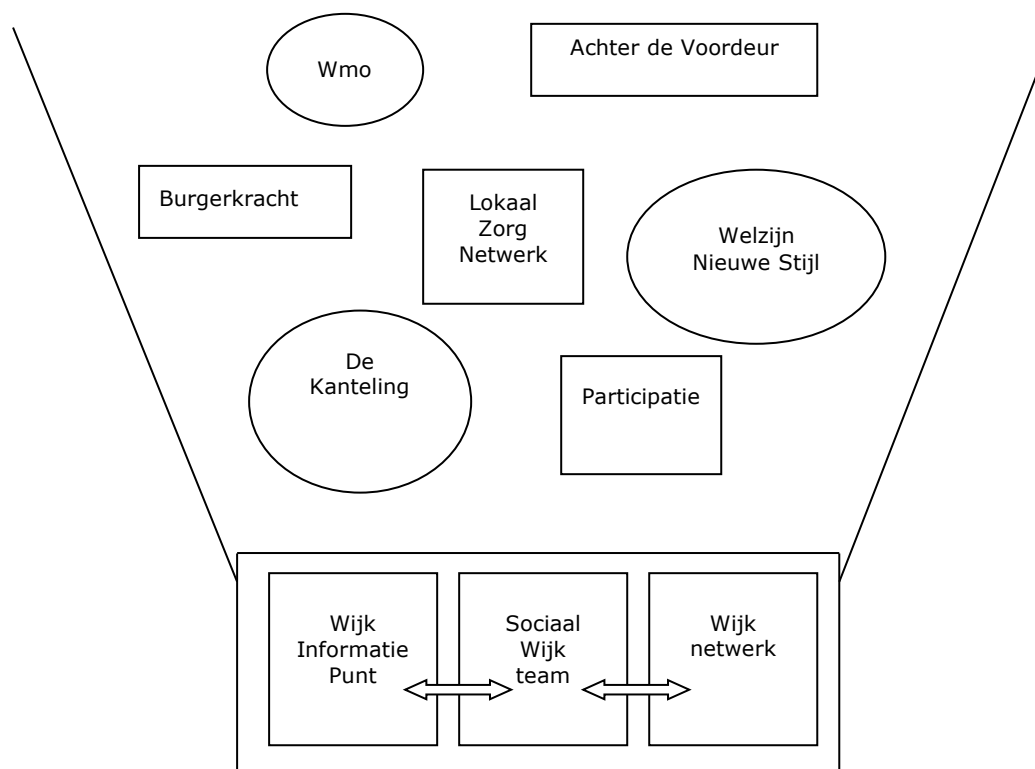 Wmo
Achter de Voordeur
Burgerkracht
Lokaal
Zorg
Netwerk
Welzijn
Nieuwe Stijl
De
Kanteling
Participatie
Wijk
Informatie
Punt
Sociaal
Wijk
team
Wijk
netwerk